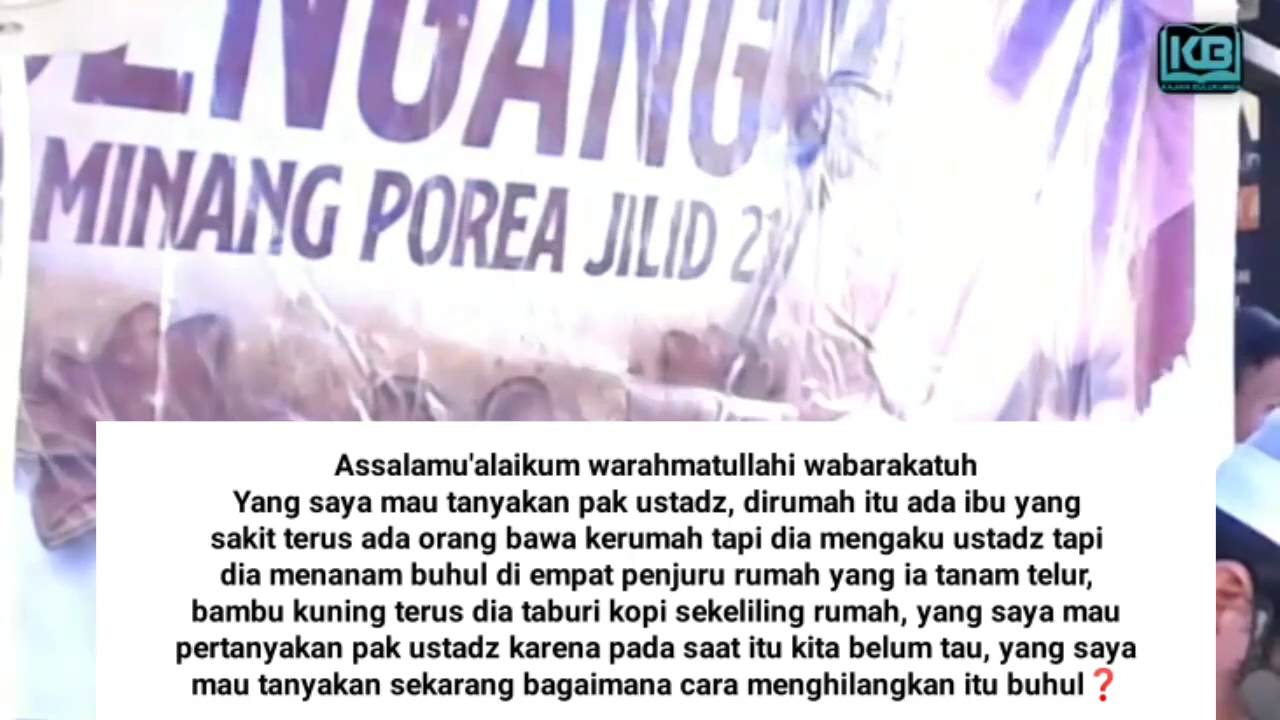 ENGANG
MINANG POREA JILID 2
KB
Assalamu'alaikum warahmatullahi wabarakatuh
Yang saya mau tanyakan pak ustadz, dirumah itu ada ibu yang
sakit terus ada orang bawa kerumah tapi dia mengaku ustadz tapi
dia menanam buhul di empat penjuru rumah yang ia tanam telur,
bambu kuning terus dia taburi kopi sekeliling rumah, yang saya mau
pertanyakan pak ustadz karena pada saat itu kita belum tau, yang saya
mau tanyakan sekarang bagaimana cara menghilangkan itu buhul❓